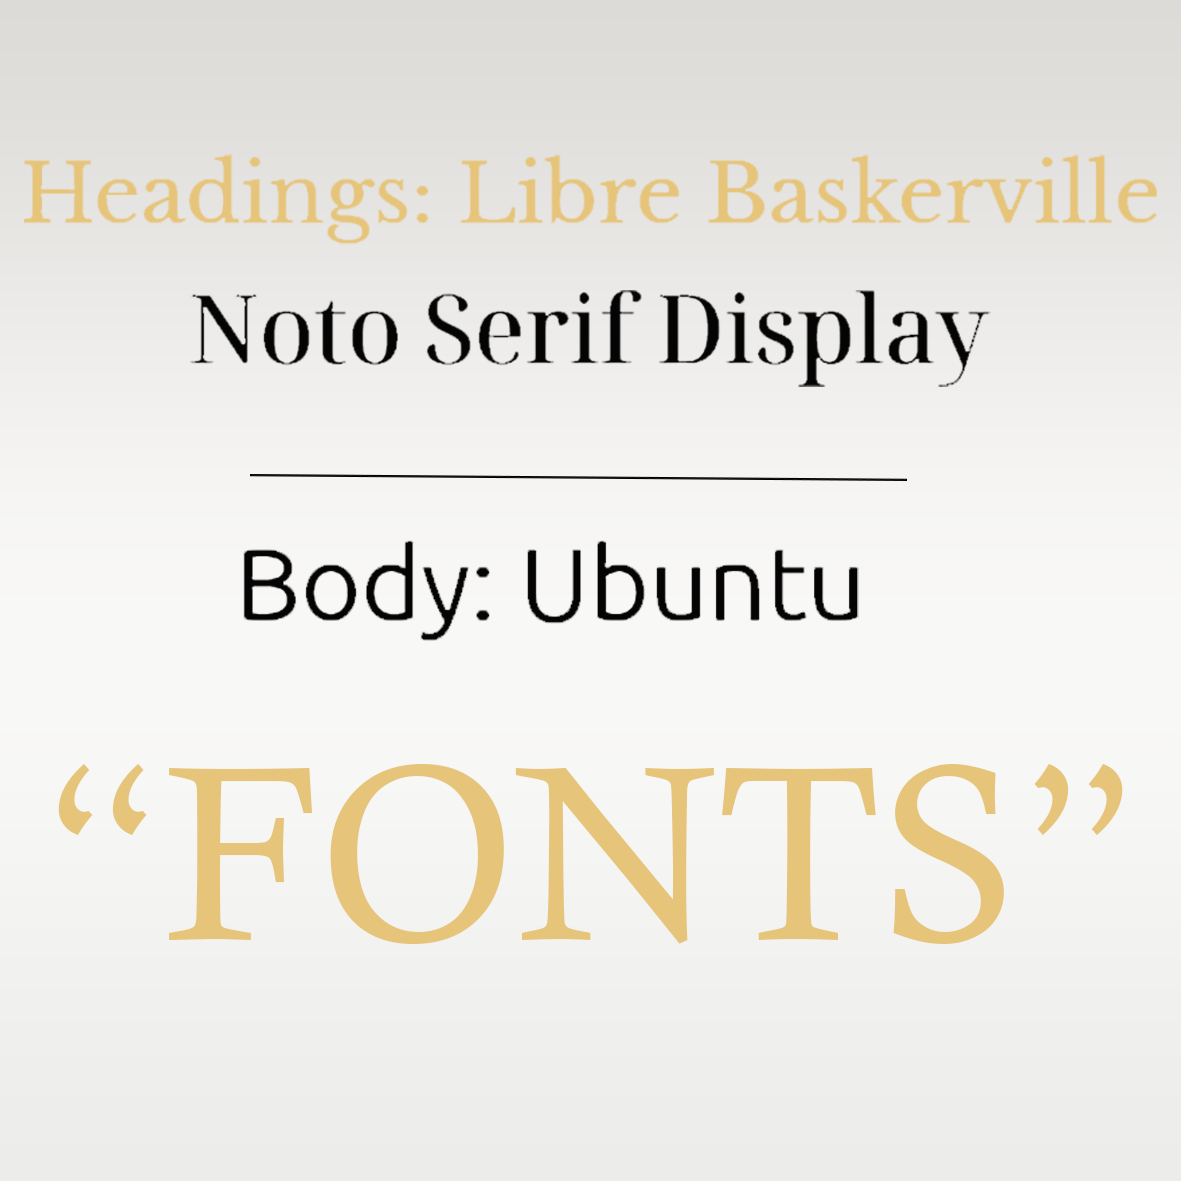 Headings: Libre Baskerville
Noto Serif Display
Body: Ubuntu
“FONTS”